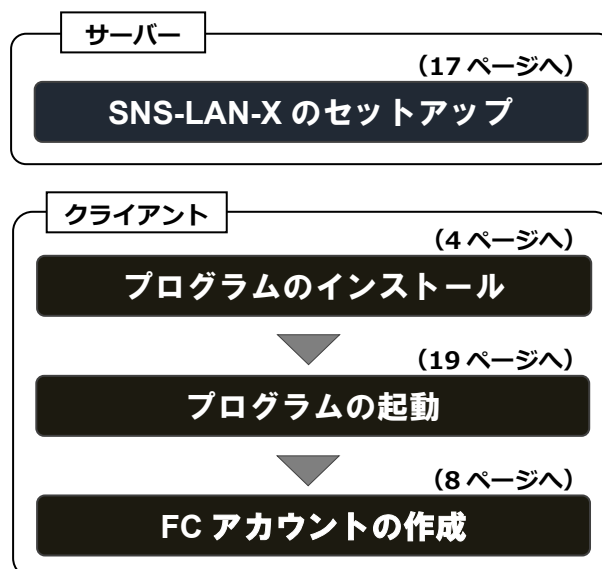 サーバー
（17 ページへ）
SNS-LAN-X のセットアップ
クライアント
（4 ページへ）
プログラムのインストール
（19 ページへ）
プログラムの起動
（8 ページへ）
FC アカウントの作成